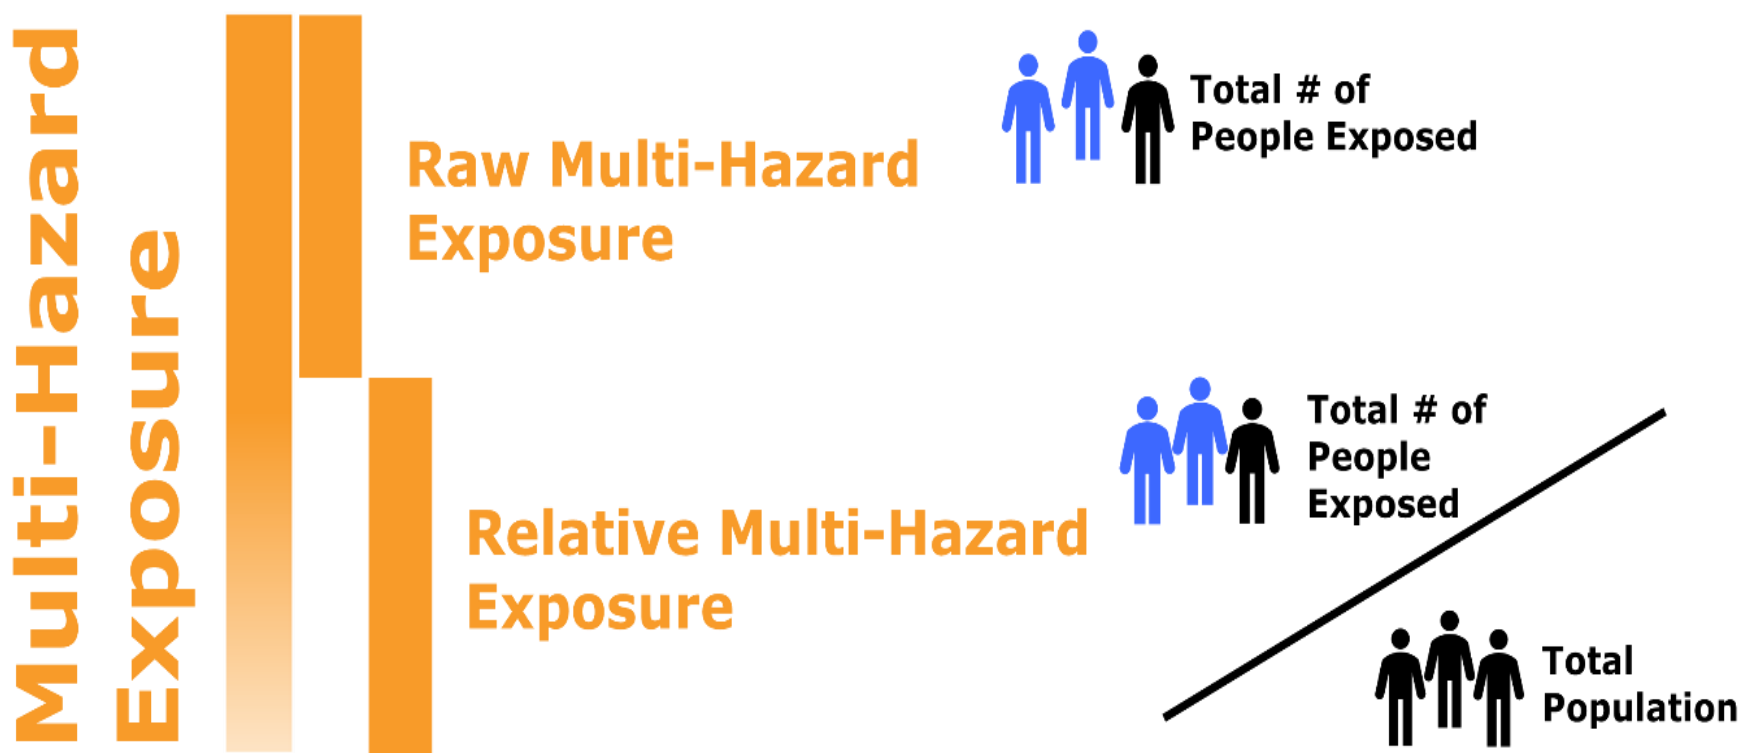 Multi-Hazard
Exposure
Raw Multi-Hazard
Exposure
Total # of
People Exposed
Relative Multi-Hazard
Exposure
Total # of
People
Exposed
Total
Population